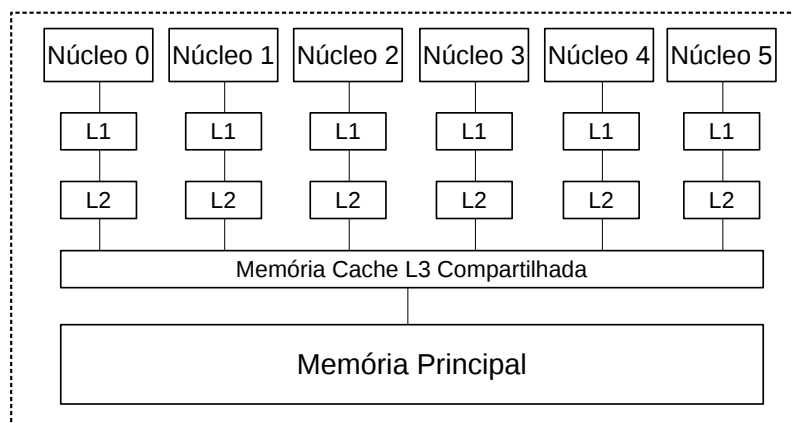 Núcleo 0 Núcleo 1 Núcleo 2 Núcleo 3 Núcleo 4 Núcleo 5
L1 L1 L1 L1 L1 L1
L2 L2 L2 L2 L2 L2
Memória Cache L3 Compartilhada
Memória Principal